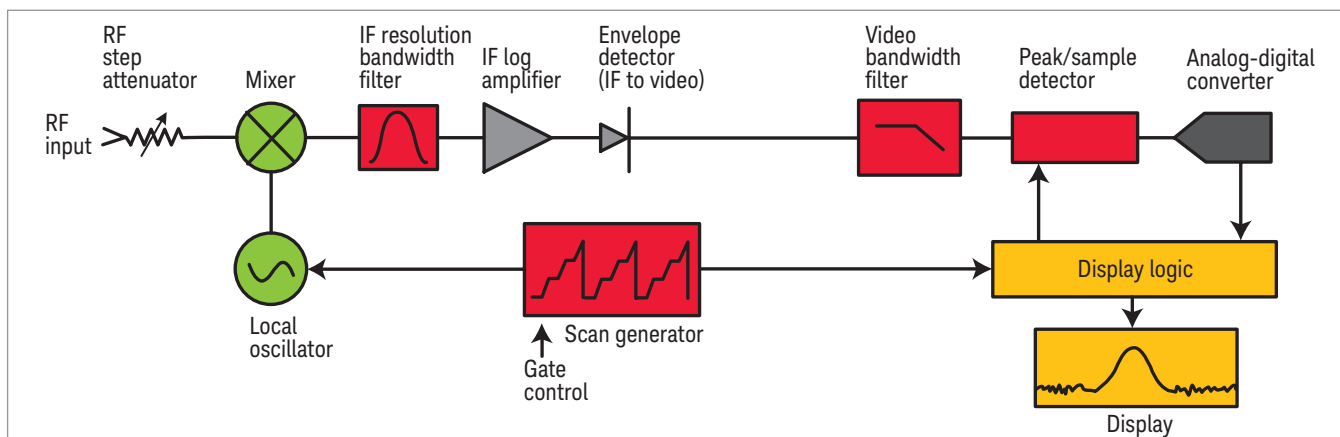 RF
step
attenuator
Mixer
IF resolution
bandwidth
filter
IF log
amplifier
Envelope
detector
(IF to video)
Video
bandwidth
filter
Peak/sample
detector
Analog-digital
converter
RF
input
Local
oscillator
Scan generator
Gate
control
Display logic
Display